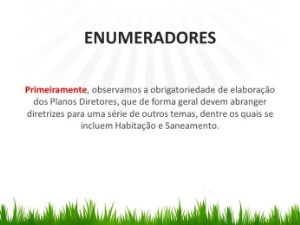 ENUMERADORES
Primeiramente, observamos a obrigatoriedade de elaboração
dos Planos Diretores, que de forma geral devem abranger
diretrizes para uma série de outros temas, dentre os quais se
incluem Habitação e Saneamento.